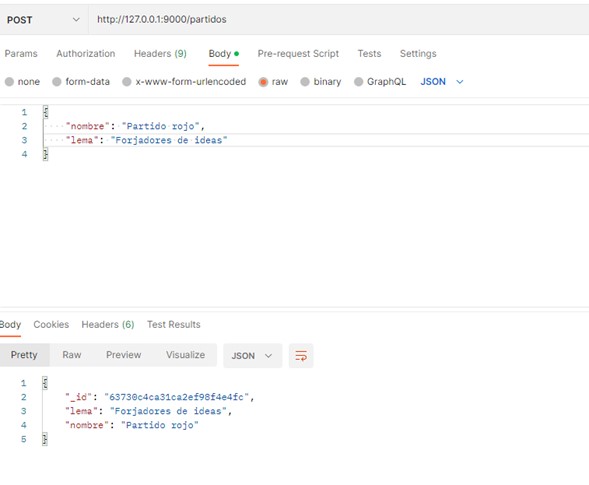 POST http://127.0.0.1:9000/partidos
Params Authorization Headers (9) Body Pre-request Script Tests Settings
none form-data x-www-form-urlencoded raw binary GraphQL JSON
1 {
2 "nombre": "Partido rojo",
3 "lema": "Forjadores de ideas"
4 }
Body Cookies Headers (6) Test Results
Pretty Raw Preview Visualize JSON
1 {
2 "_id": "63730c4ca31ca2ef98f4e4fc",
3 "lema": "Forjadores de ideas",
4 "nombre": "Partido rojo"
5 }